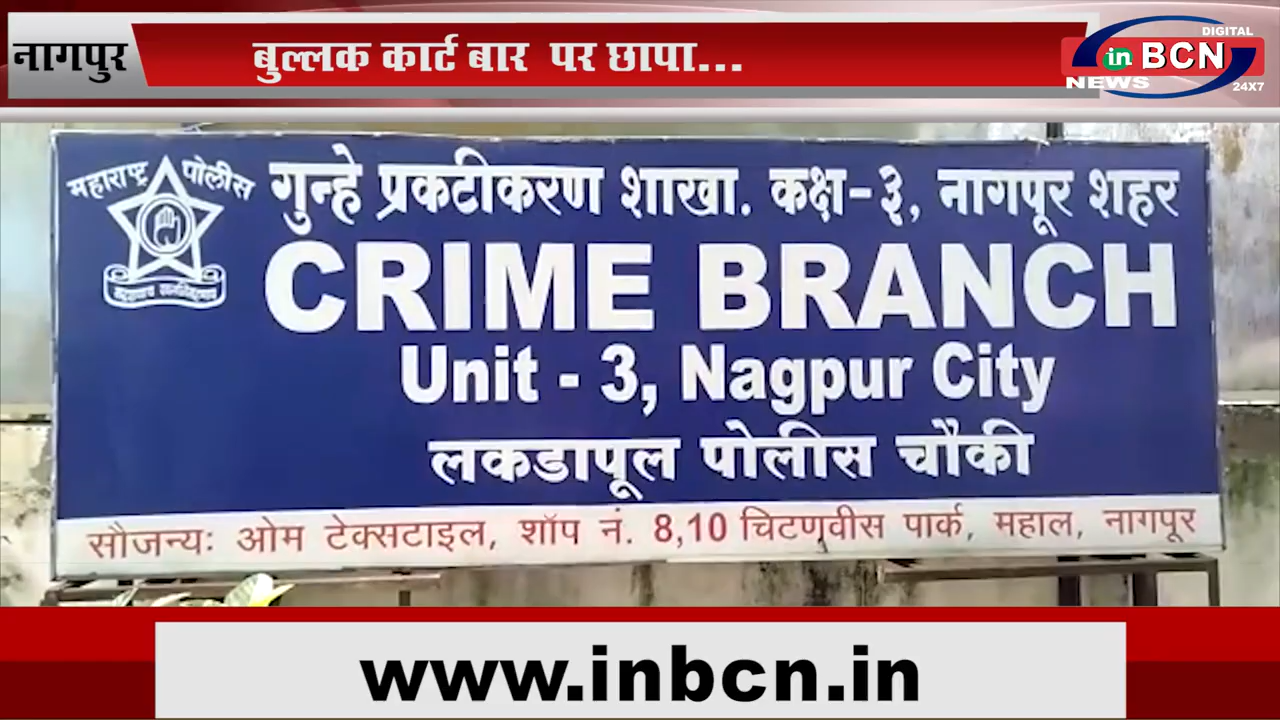 नागपुर
बुल्लक कार्ट बार पर छापा...
DIGITAL
in BCN
NEWS
24X7
महाराष्ट्र पोलीस
गुन्हे प्रकटीकरण शाखा. कक्ष-३, नागपूर शहर
CRIME BRANCH
Unit - 3, Nagpur City
लकडापूल पोलीस चौकी
सौजन्यः ओम टेक्सटाइल, शॉप नं. 8,10 चिटणवीस पार्क, महाल, नागपूर
www.inbcn.in